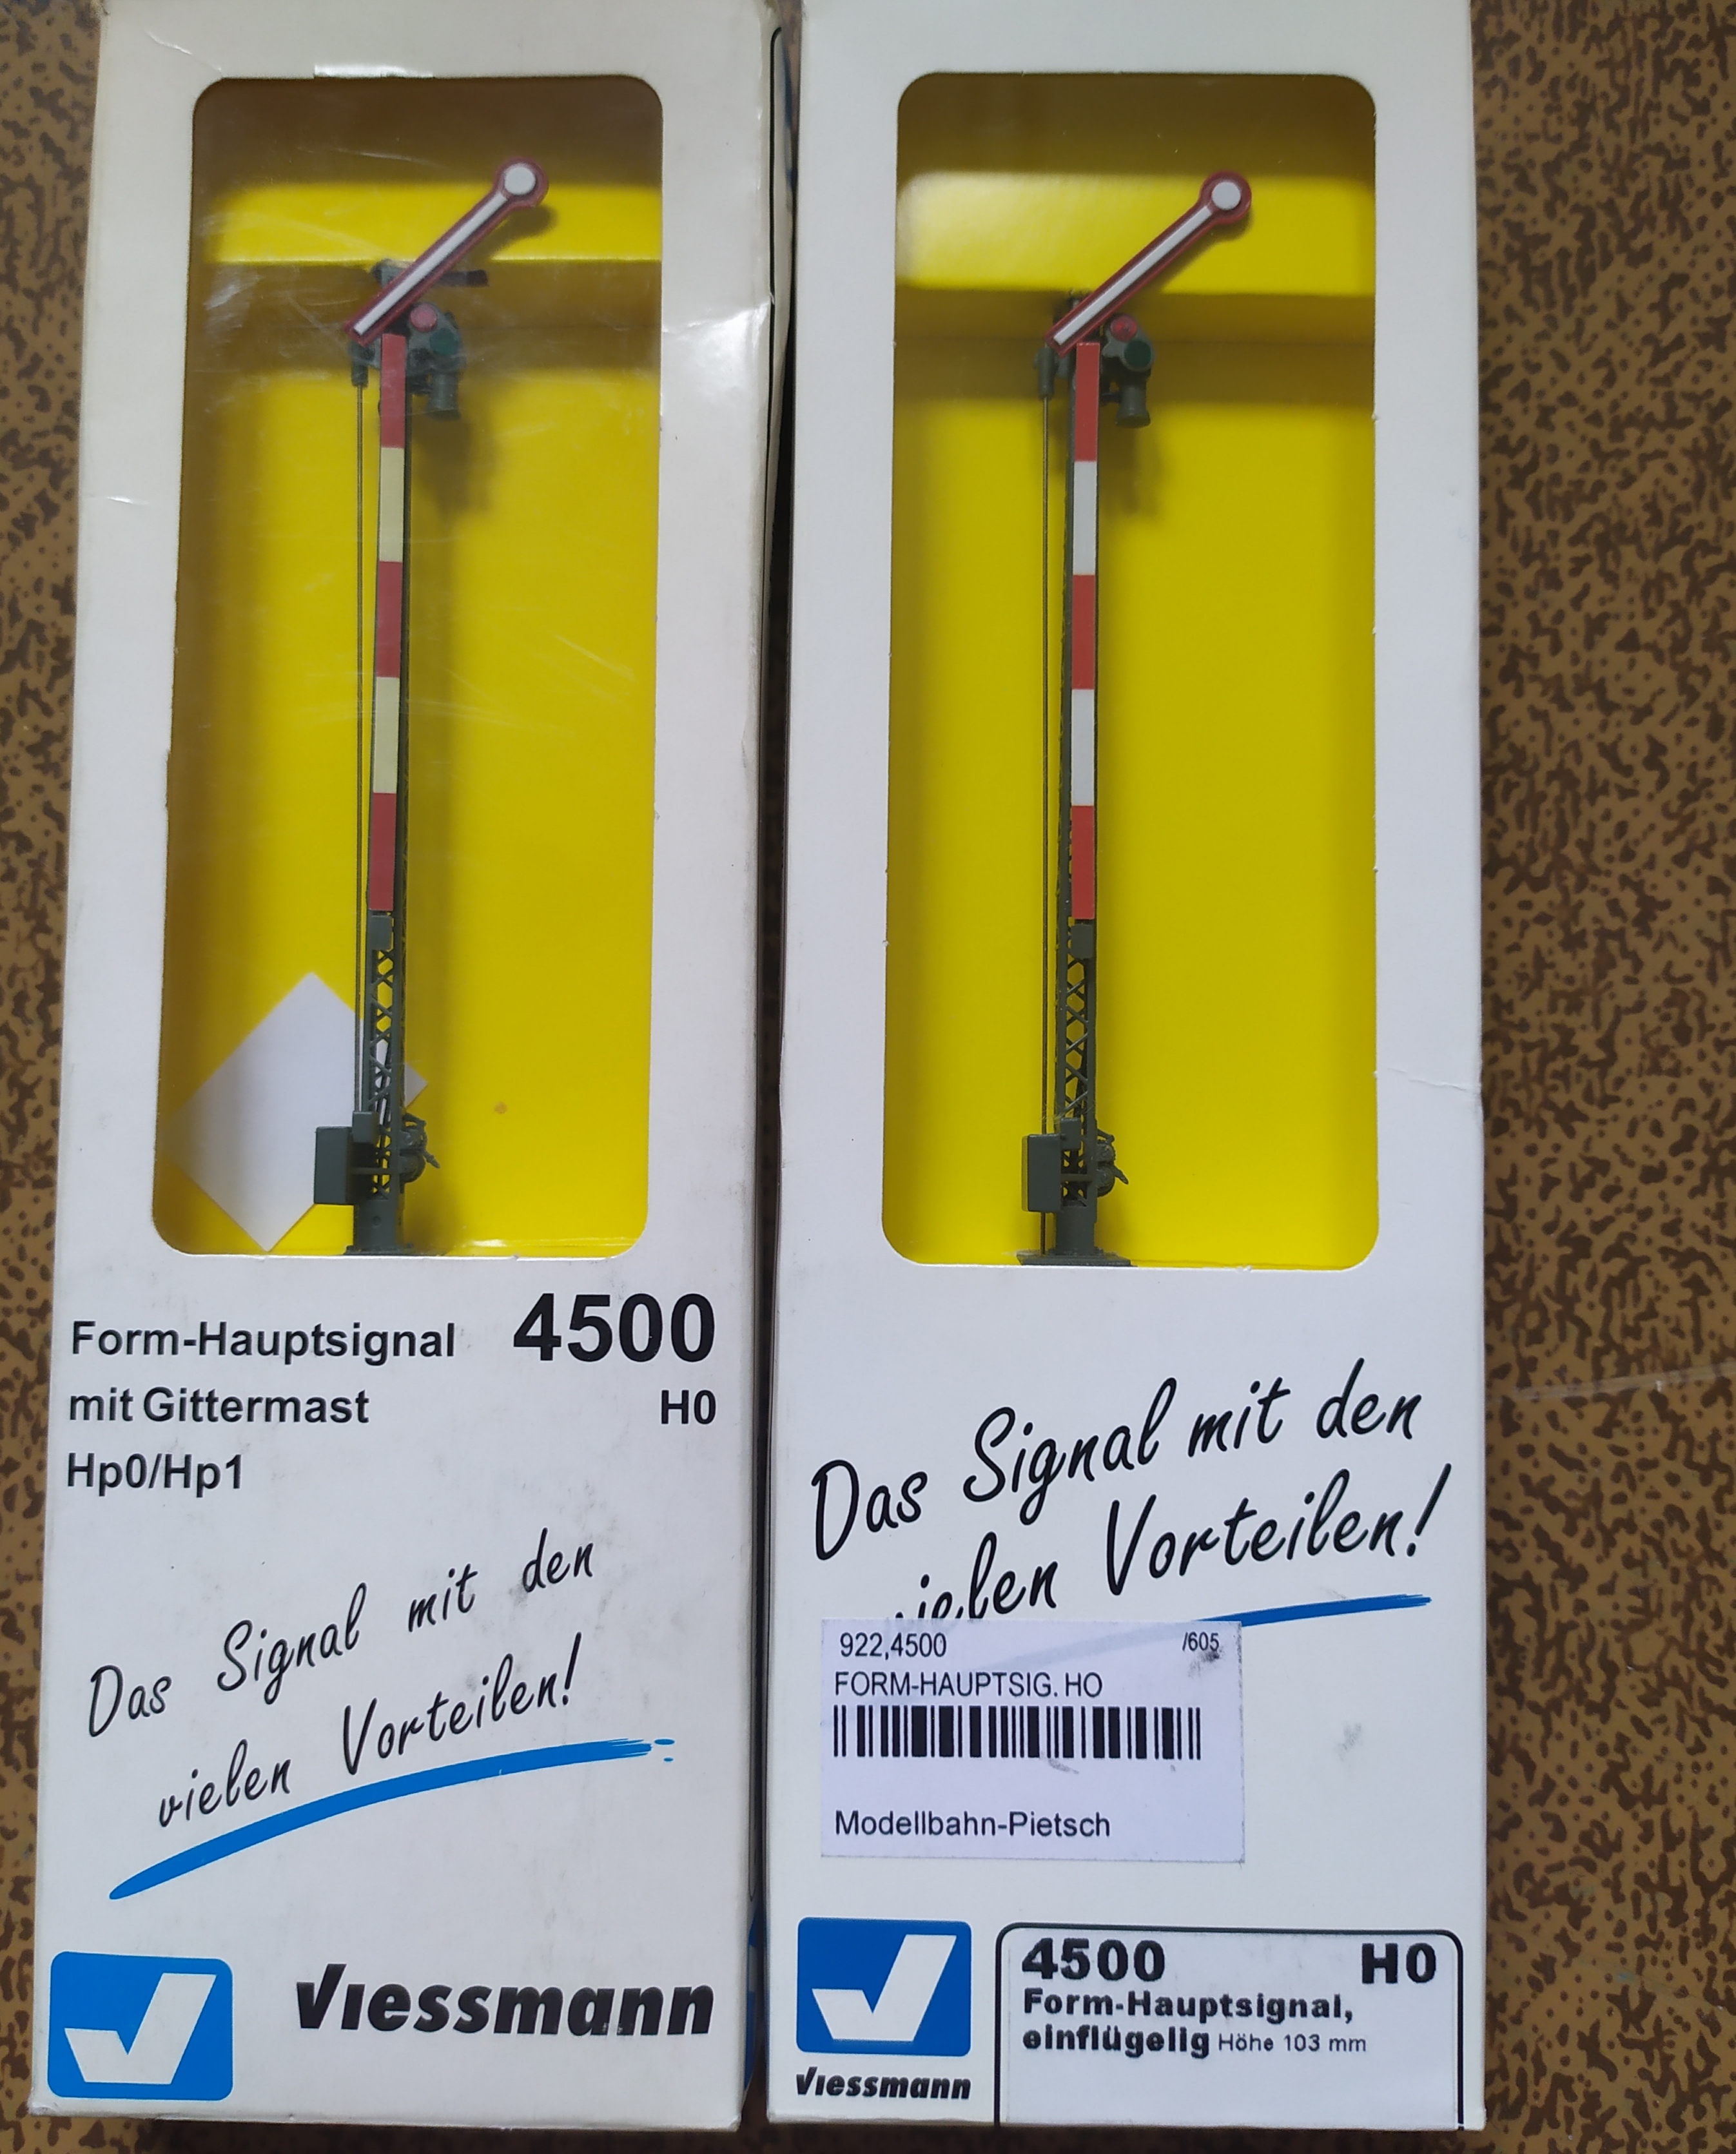 Form-Hauptsignal 4500
mit Gittermast H0
Hp0/Hp1
Das Signal mit den
vielen Vorteilen!
Viessmann
Das Signal mit den
vielen Vorteilen!
922,4500 /605
FORM-HAUPTSIG. HO
Modellbahn-Pietsch
Viessmann
4500 H0
Form-Hauptsignal,
einflügelig Höhe 103 mm